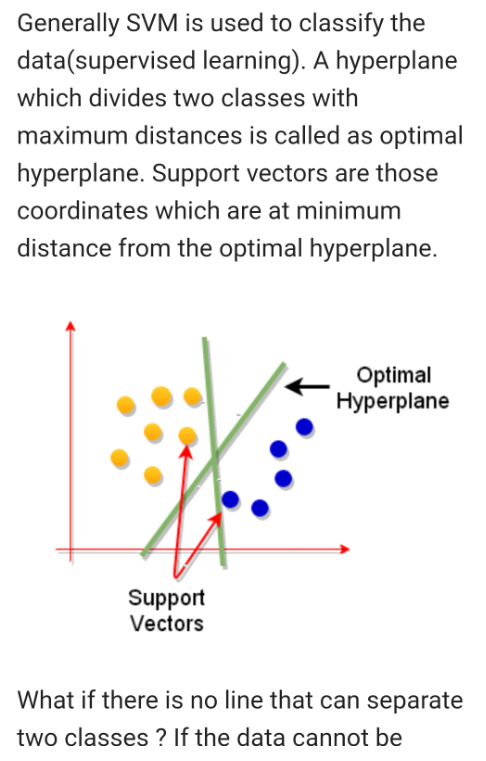 Generally SVM is used to classify the
data(supervised learning). A hyperplane
which divides two classes with
maximum distances is called as optimal
hyperplane. Support vectors are those
coordinates which are at minimum
distance from the optimal hyperplane.
Optimal
Hyperplane
Support
Vectors
What if there is no line that can separate
two classes ? If the data cannot be